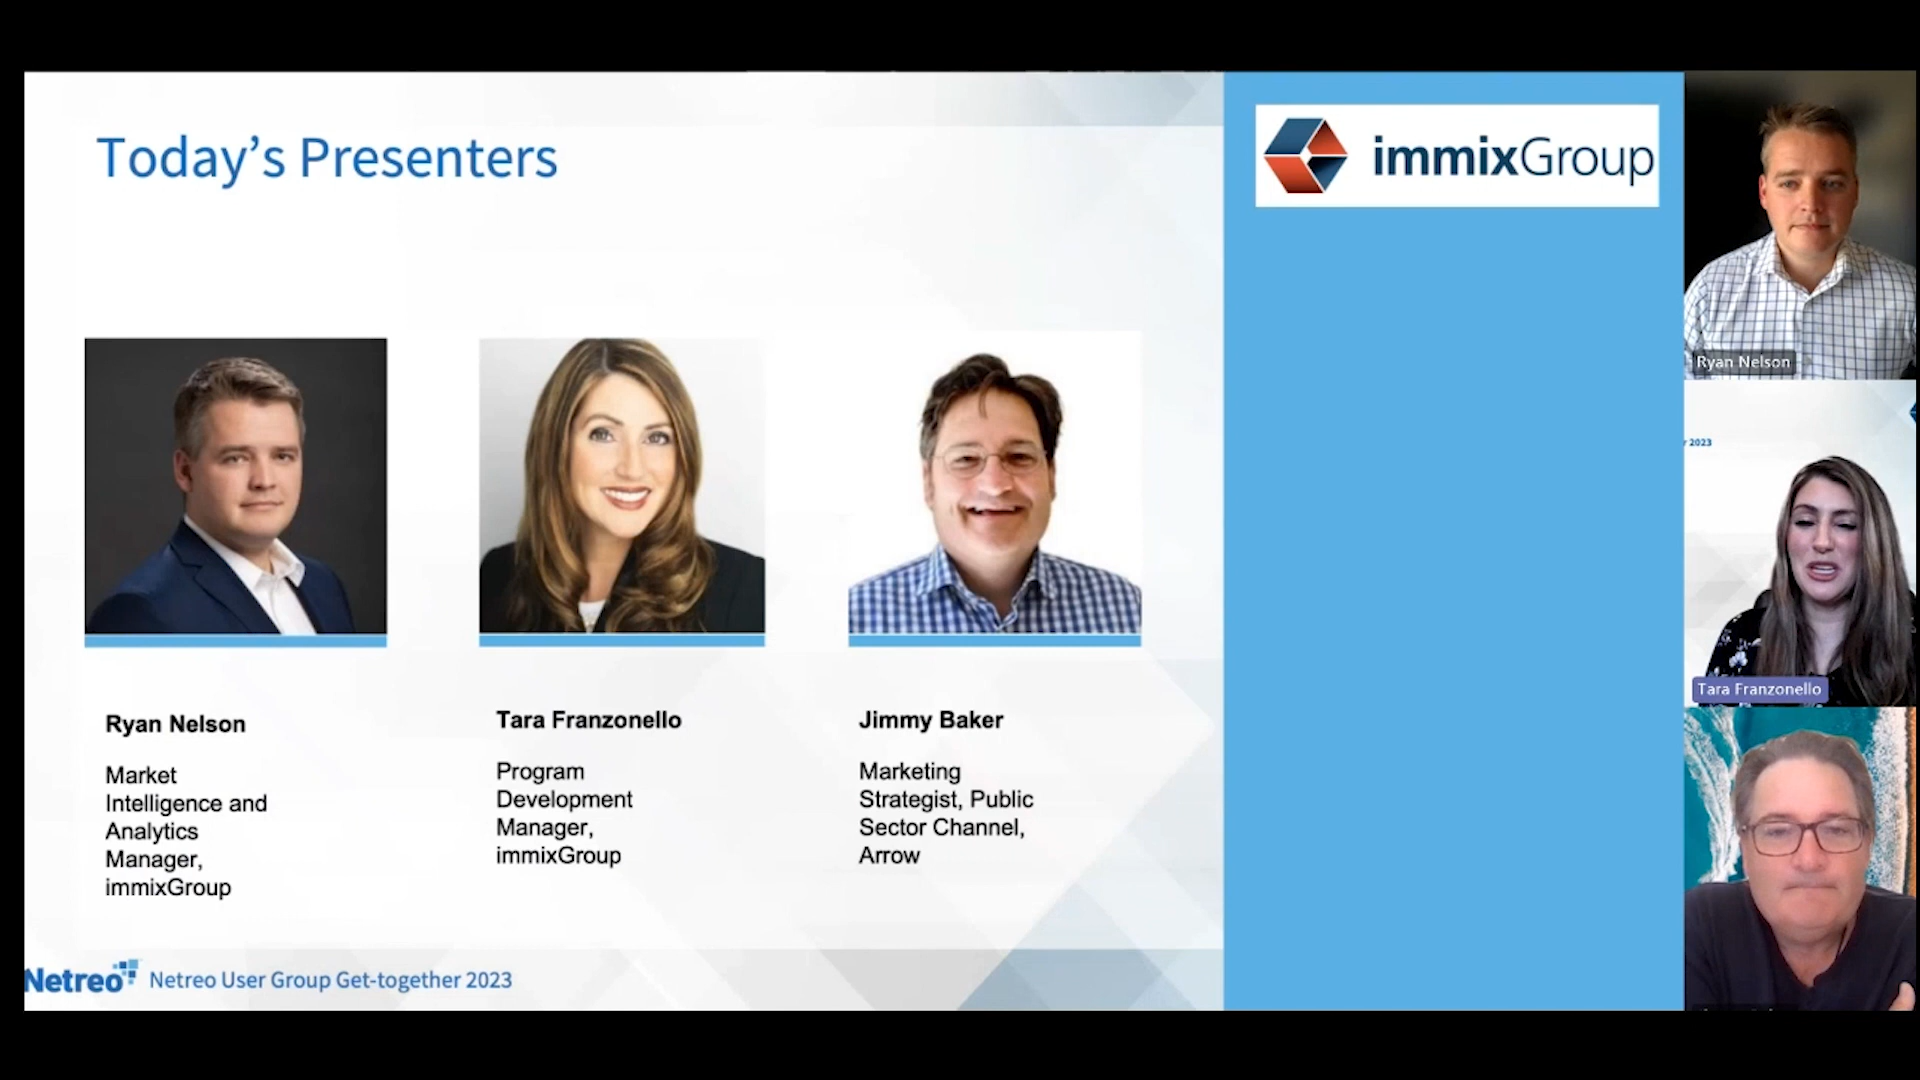 Today's Presenters
immixGroup
Ryan Nelson
Market
Intelligence and
Analytics
Manager,
immixGroup
Tara Franzonello
Program
Development
Manager,
immixGroup
Jimmy Baker
Marketing
Strategist, Public
Sector Channel,
Arrow
Netreo
Netreo User Group Get-together 2023
Ryan Nelson
2023
Tara Franzonello